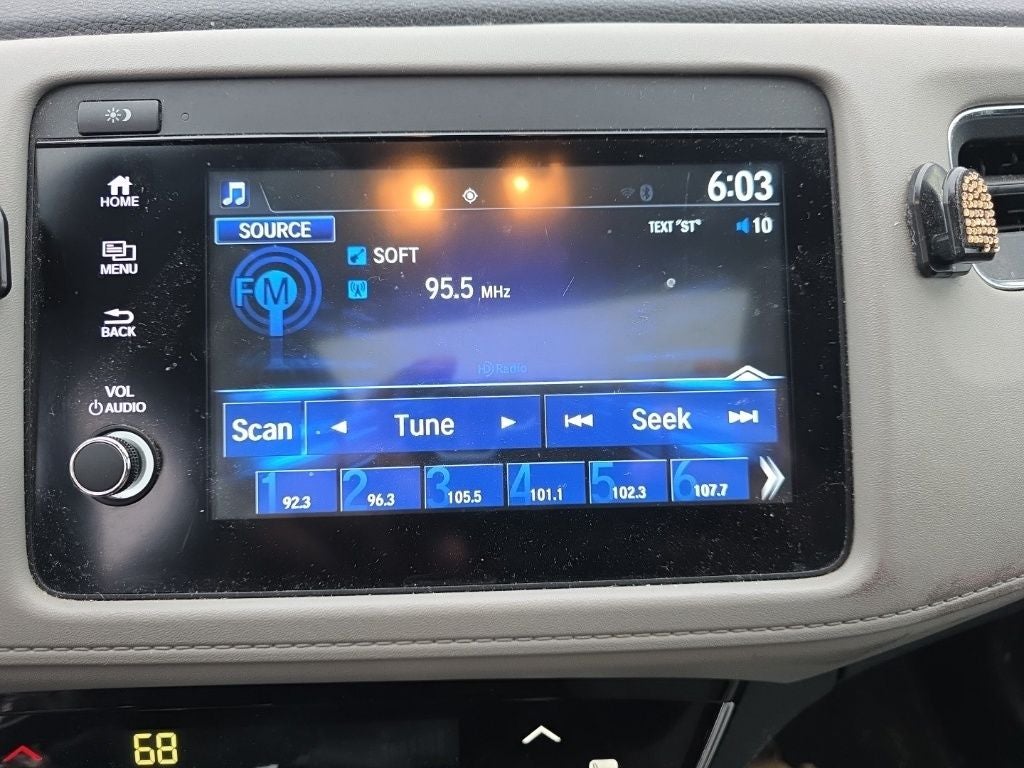 6:03
HOME
SOURCE
TEXT "ST"
10
SOFT
FM
95.5 MHz
MENU
BACK
HD Radio
VOL
AUDIO
Scan
Tune
Seek
1 92.3
2 96.3
3 105.5
4 101.1
5 102.3
6 107.7
68